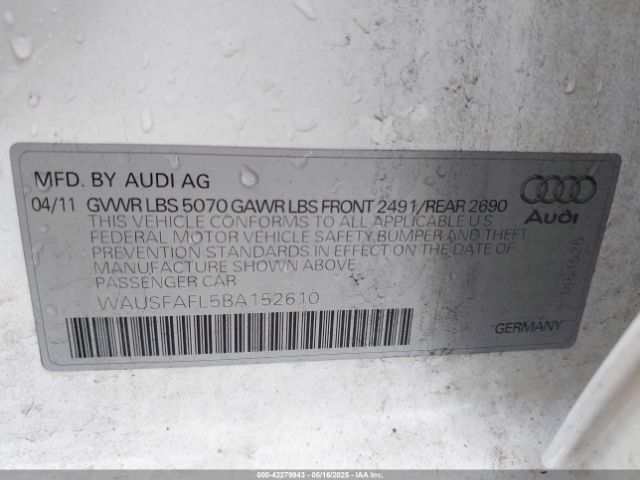 MFD. BY AUDI AG
04/11 GVWR LBS 5070 GAWR LBS FRONT 2491/REAR 2690
THIS VEHICLE CONFORMS TO ALL APPLICABLE U.S.
FEDERAL MOTOR VEHICLE SAFETY, BUMPER AND THEFT
PREVENTION STANDARDS IN EFFECT ON THE DATE OF
MANUFACTURE SHOWN ABOVE.
PASSENGER CAR
WAUSFAFL5BA152610
Audi
GERMANY
000-42279943 - 05/16/2025 - IAAI.COM